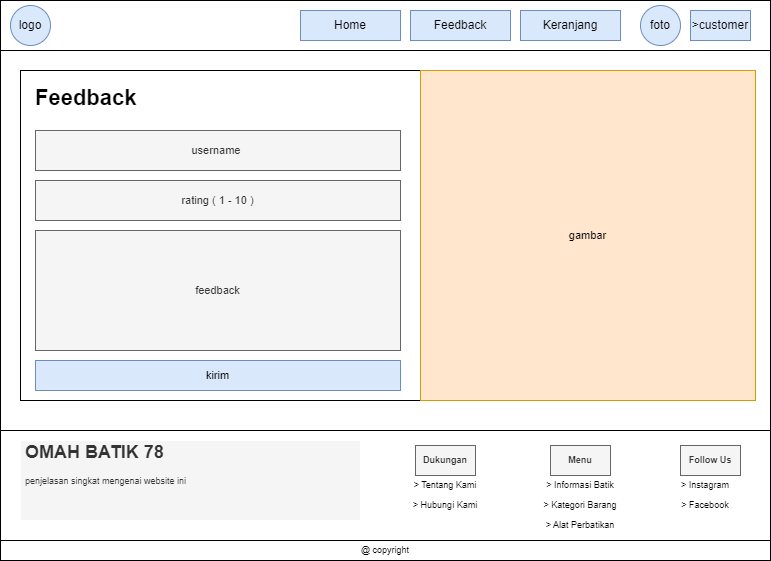 logo
Home
Feedback
Keranjang
foto
>customer
Feedback
username
rating ( 1 - 10 )
feedback
kirim
gambar
OMAH BATIK 78
penjelasan singkat mengenai website ini
Dukungan
> Tentang Kami
> Hubungi Kami
Menu
> Informasi Batik
> Kategori Barang
> Alat Perbatikan
Follow Us
> Instagram
> Facebook
@ copyright